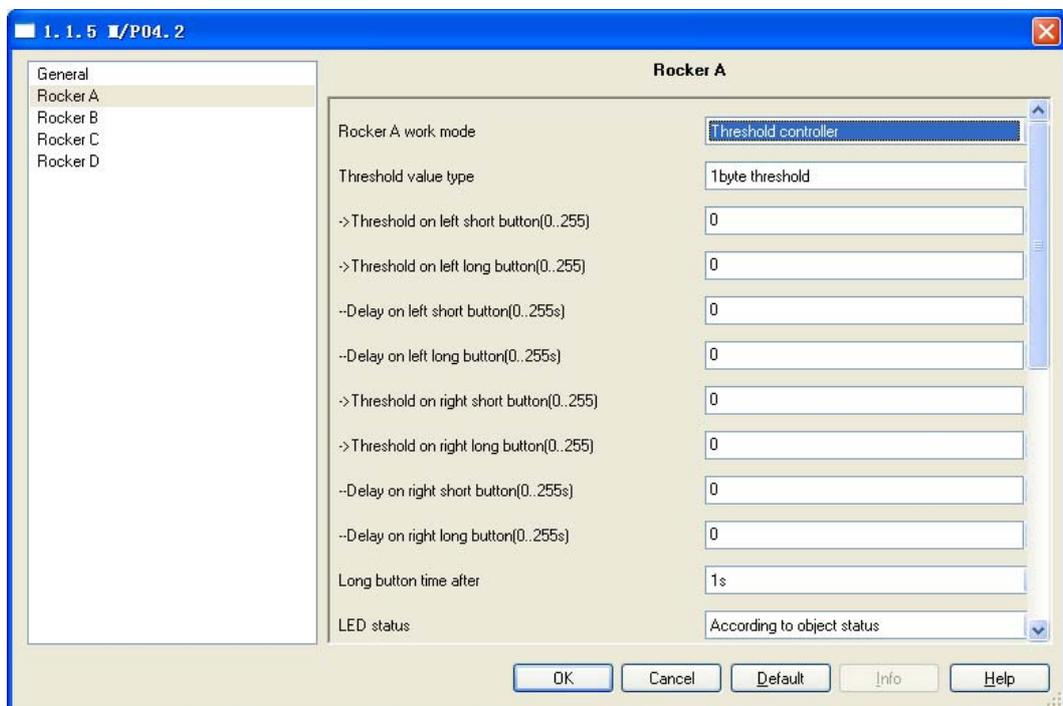 1.1.5 M/P04.2
General
Rocker A
Rocker B
Rocker C
Rocker D
Rocker A
Rocker A work mode Threshold controller
Threshold value type 1byte threshold
->Threshold on left short button(0..255) 0
->Threshold on left long button(0..255) 0
--Delay on left short button(0..255s) 0
--Delay on left long button(0..255s) 0
->Threshold on right short button(0..255) 0
->Threshold on right long button(0..255) 0
--Delay on right short button(0..255s) 0
--Delay on right long button(0..255s) 0
Long button time after 1s
LED status According to object status
OK Cancel Default Info Help